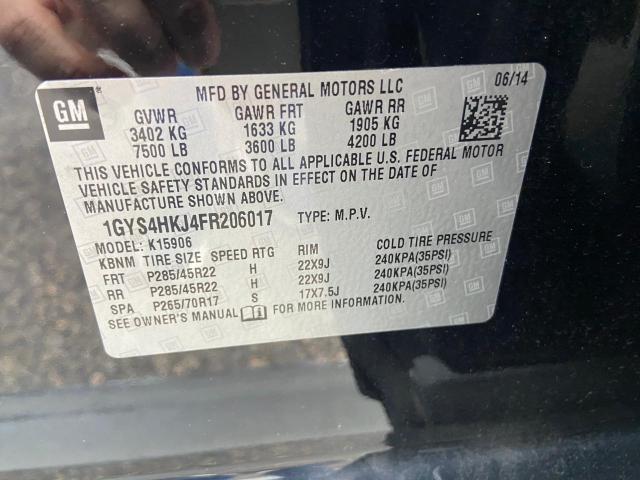 GM
MFD BY GENERAL MOTORS LLC
06/14
GVWR GAWR FRT GAWR RR
3402 KG 1633 KG 1905 KG
7500 LB 3600 LB 4200 LB
THIS VEHICLE CONFORMS TO ALL APPLICABLE U.S. FEDERAL MOTOR
VEHICLE SAFETY STANDARDS IN EFFECT ON THE DATE OF
MANUFACTURE SHOWN ABOVE.
1GYS4HKJ4FR206017 TYPE: M.P.V.
MODEL: K15906
KBNM TIRE SIZE SPEED RTG RIM COLD TIRE PRESSURE
FRT P285/45R22 H 22X9J 240KPA(35PSI)
RR P285/45R22 H 22X9J 240KPA(35PSI)
SPA P265/70R17 S 17X7.5J 240KPA(35PSI)
SEE OWNER'S MANUAL FOR MORE INFORMATION.